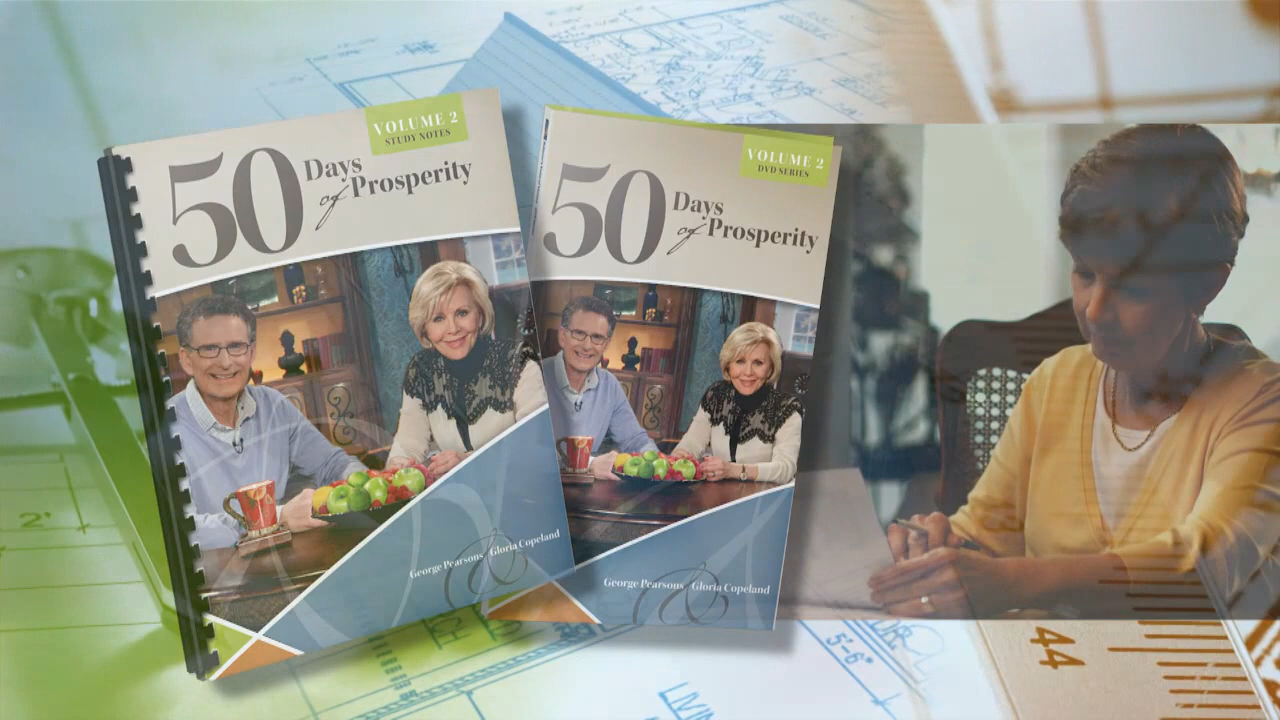 VOLUME 2
STUDY NOTES
50 Days
of Prosperity
George Pearsons & Gloria Copeland
VOLUME 2
DVD SERIES
50 Days
of Prosperity
George Pearsons & Gloria Copeland
2'
LIVIN
5'-6"
44